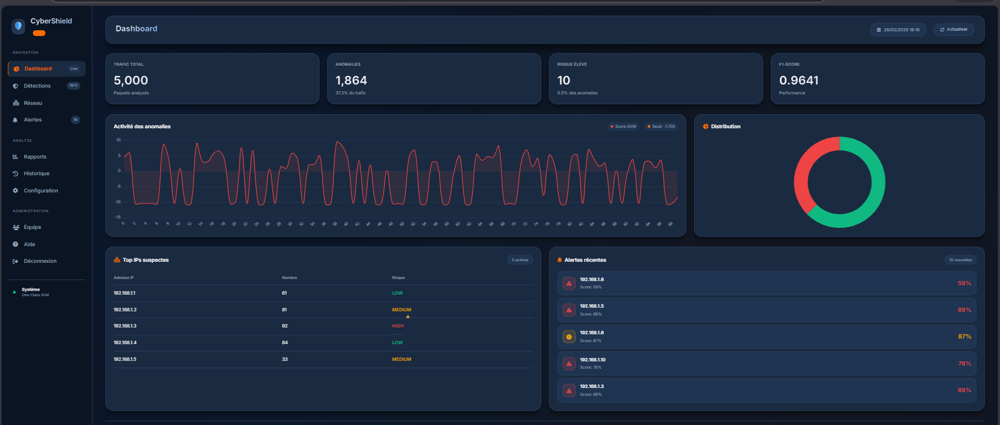 CyberShield
NAVIGATION
Dashboard Live
Détections 1872
Réseau
Alertes 10
ANALYSE
Rapports
Historique
Configuration
ADMINISTRATION
Équipe
Aide
Déconnexion
Système
One-Class SVM
Dashboard
28/02/2026 18:16
Actualiser
TRAFIC TOTAL
5,000
Paquets analysés
ANOMALIES
1,864
37.3% du trafic
RISQUE ÉLEVÉ
10
0.5% des anomalies
F1-SCORE
0.9641
Performance
Activité des anomalies
Score SVM
Seuil: -1.705
10
5
0
-5
-10
-15
0 2 4 6 8 10 12 14 16 18 20 22 24 26 28 30 32 34 36 38 40 42 44 46 48 50 52 54 56 58 60 62 64 66 68 70 72 74 76 78 80 82 84 86 88 90 92 94 96 98
Distribution
Top IPs suspectes
5 actives
Adresse IP Nombre Risque
192.168.1.1 61 LOW
192.168.1.2 81 MEDIUM
192.168.1.3 92 HIGH
192.168.1.4 84 LOW
192.168.1.5 33 MEDIUM
Alertes récentes
10 nouvelles
192.168.1.6
Score: 59%
59%
192.168.1.5
Score: 89%
89%
192.168.1.6
Score: 87%
87%
192.168.1.10
Score: 78%
78%
192.168.1.3
Score: 89%
89%